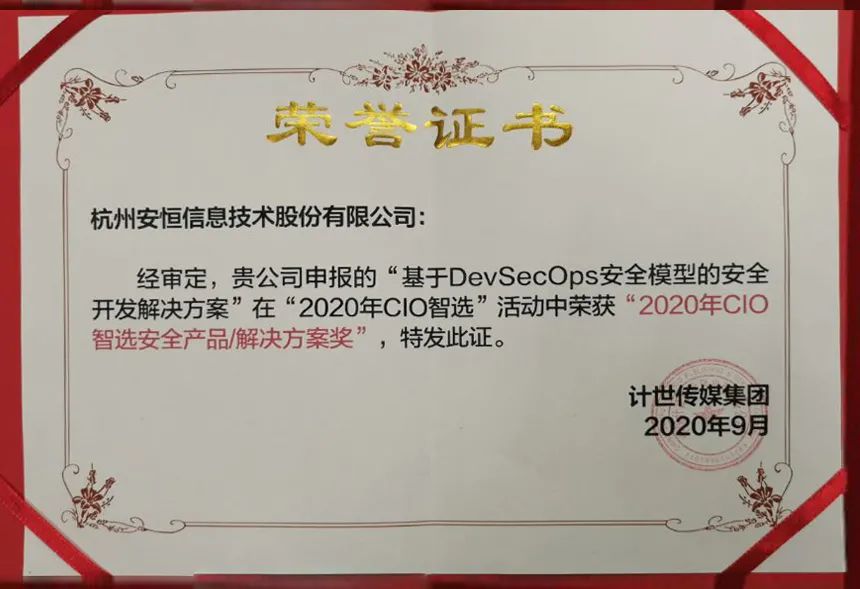 荣誉证书
杭州安恒信息技术股份有限公司：
经审定，贵公司申报的“基于DevSecOps安全模型的安全
开发解决方案”在“2020年CIO智选”活动中荣获“2020年CIO
智选安全产品/解决方案奖”，特发此证。
计世传媒集团
2020年9月